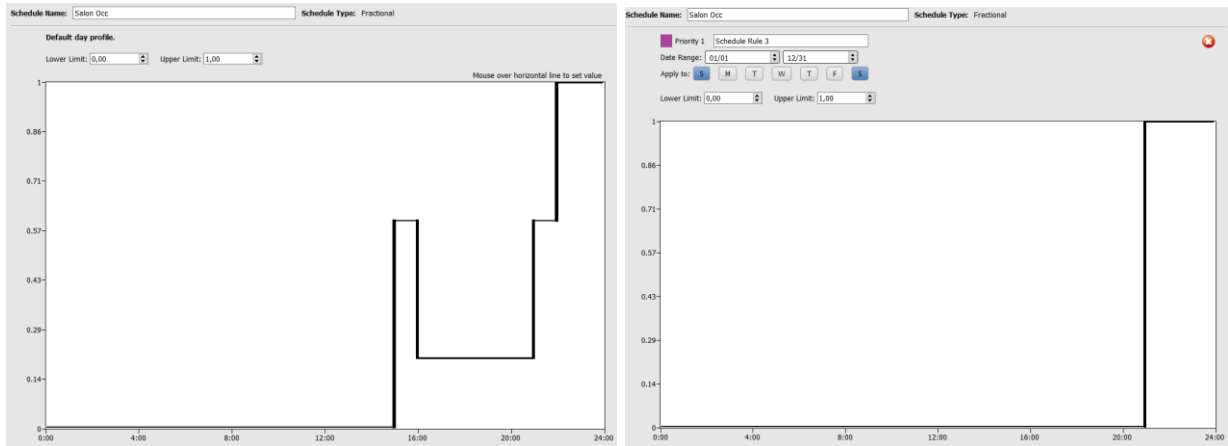 Schedule Name: Salon Occ Schedule Type: Fractional
Default day profile.
Lower Limit: 0,00 Upper Limit: 1,00
Mouse over horizontal line to set value
1
0.86
0.71
0.57
0.43
0.29
0.14
0
0:00 4:00 8:00 12:00 16:00 20:00 24:00
Schedule Name: Salon Occ Schedule Type: Fractional
Priority 1 Schedule Rule 3
Date Range: 01/01 12/31
Apply to: S M T W T F S
Lower Limit: 0,00 Upper Limit: 1,00
1
0.86
0.71
0.57
0.43
0.29
0.14
0
0:00 4:00 8:00 12:00 16:00 20:00 24:00